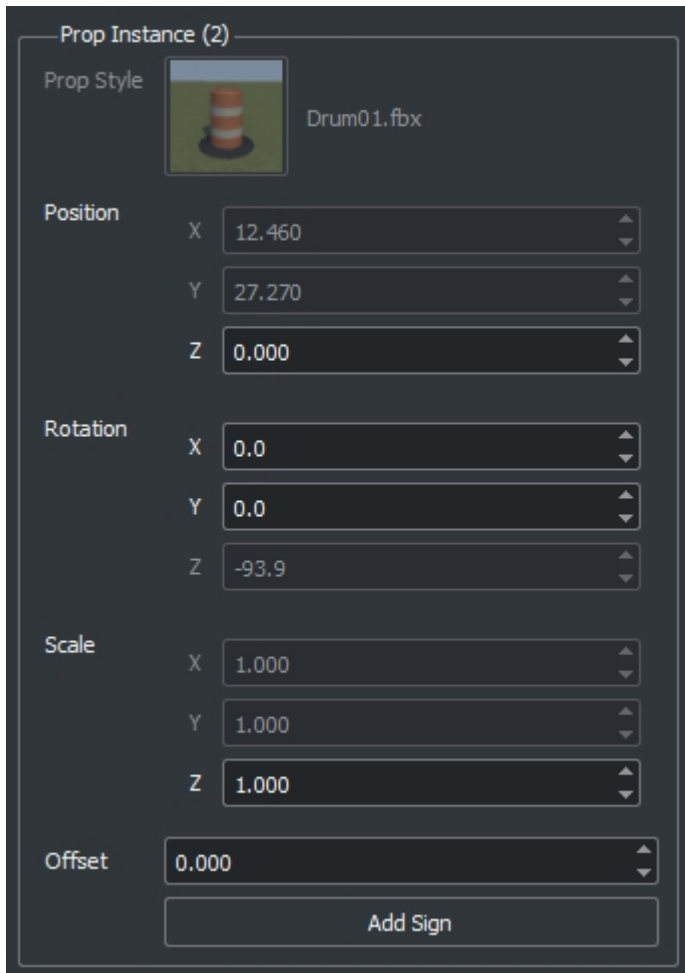 Prop Instance (2)
Prop Style
Drum01.fbx
Position
X 12.460
Y 27.270
Z 0.000
Rotation
X 0.0
Y 0.0
Z -93.9
Scale
X 1.000
Y 1.000
Z 1.000
Offset 0.000
Add Sign